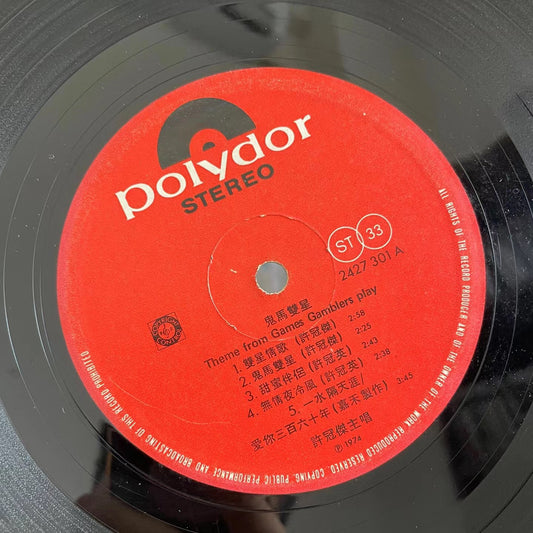 polydor
STEREO
ST 33
2427 301 A
鬼馬雙星
Theme from Games Gamblers play
1. 雙星情歌 (許冠傑) 2:58
2. 鬼馬雙星 (許冠傑) 2:25
3. 甜蜜伴侶 (許冠英) 2:43
4. 無情夜冷風 (許冠英) 2:38
5. 一水隔天涯
愛你三百六十年 (嘉禾製作) 3:45
許冠傑主唱
℗ 1974
ALL RIGHTS OF THE RECORD PRODUCER AND OF THE OWNER OF THE WORK REPRODUCED RESERVED. COPYING, PUBLIC PERFORMANCE AND BROADCASTING OF THIS RECORD PROHIBITED